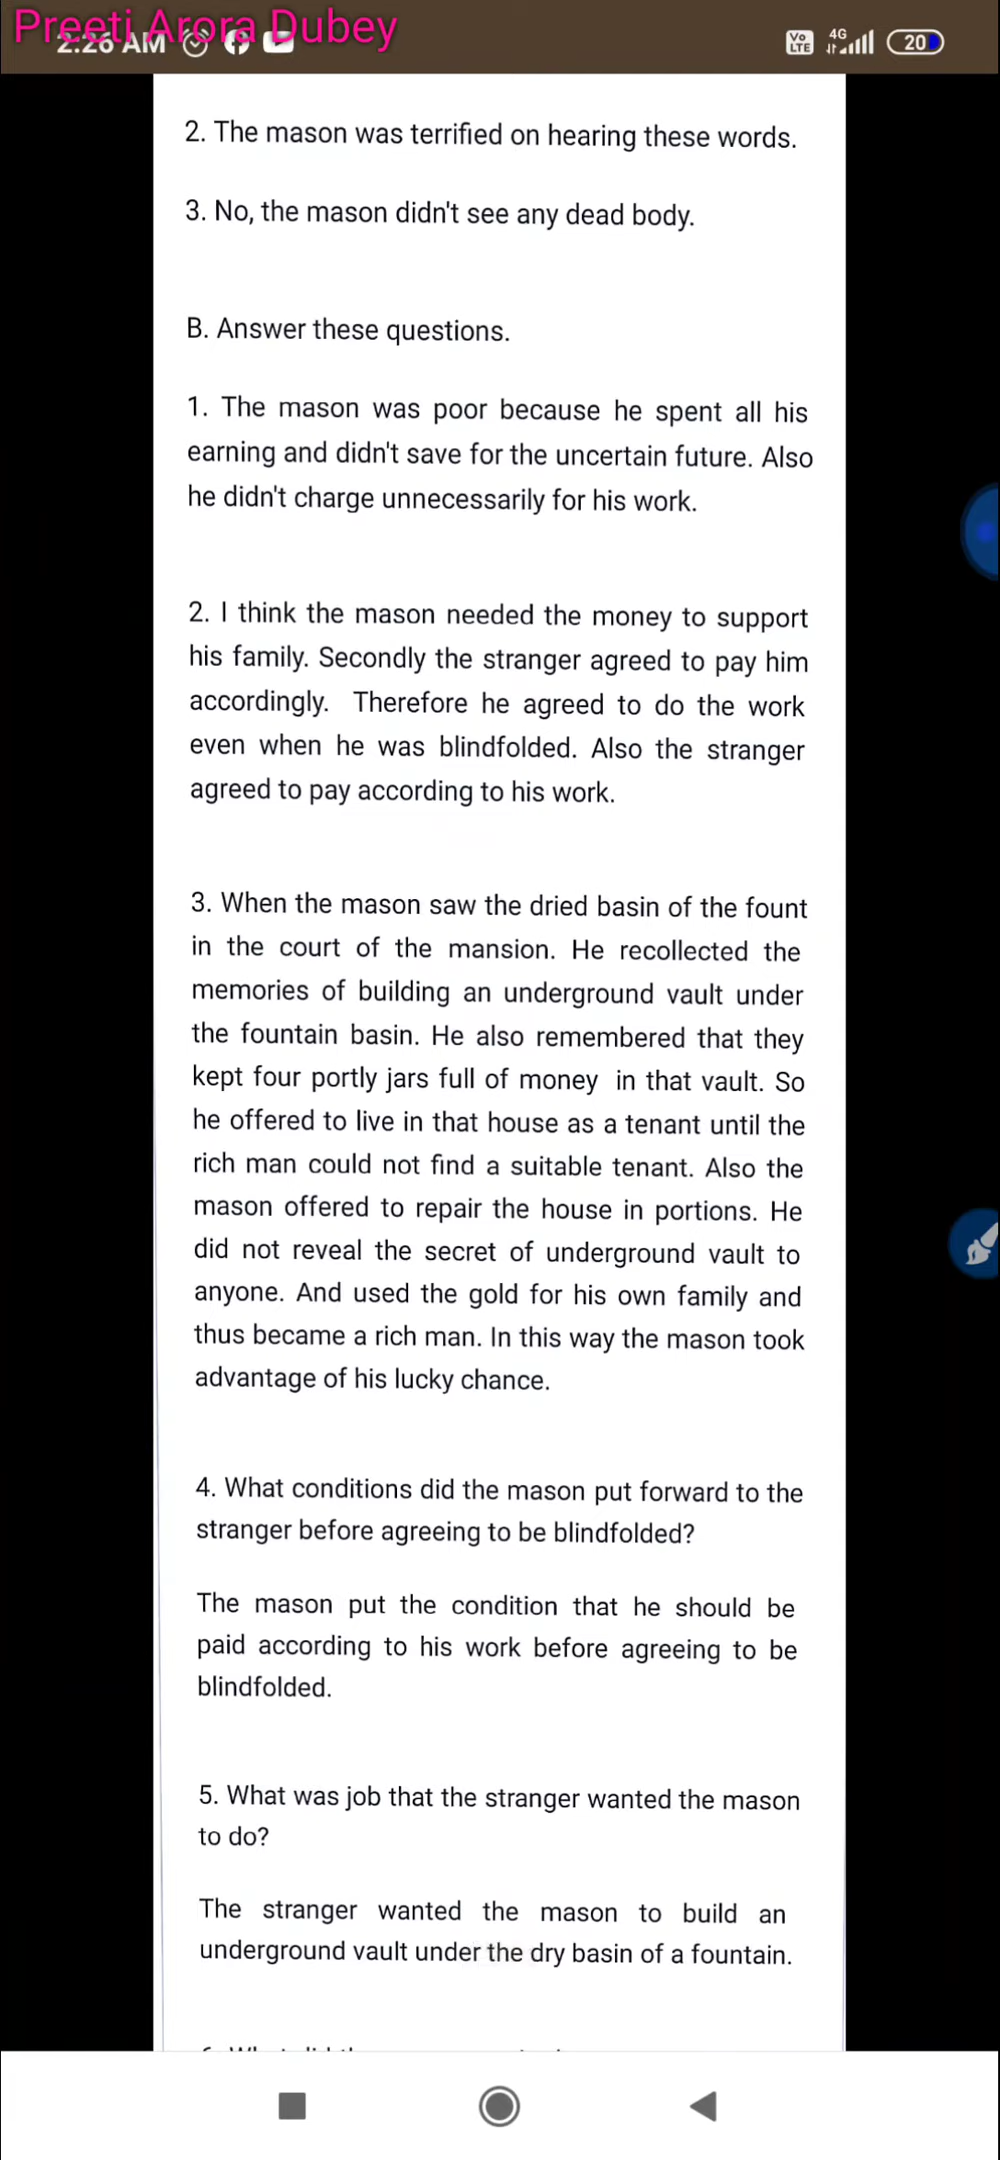 Preeti Arora Dubey
2:26 AM
Vo LTE 4G 20
2. The mason was terrified on hearing these words.
3. No, the mason didn't see any dead body.
B. Answer these questions.
1. The mason was poor because he spent all his
earning and didn't save for the uncertain future. Also
he didn't charge unnecessarily for his work.
2. I think the mason needed the money to support
his family. Secondly the stranger agreed to pay him
accordingly. Therefore he agreed to do the work
even when he was blindfolded. Also the stranger
agreed to pay according to his work.
3. When the mason saw the dried basin of the fount
in the court of the mansion. He recollected the
memories of building an underground vault under
the fountain basin. He also remembered that they
kept four portly jars full of money in that vault. So
he offered to live in that house as a tenant until the
rich man could not find a suitable tenant. Also the
mason offered to repair the house in portions. He
did not reveal the secret of underground vault to
anyone. And used the gold for his own family and
thus became a rich man. In this way the mason took
advantage of his lucky chance.
4. What conditions did the mason put forward to the
stranger before agreeing to be blindfolded?
The mason put the condition that he should be
paid according to his work before agreeing to be
blindfolded.
5. What was job that the stranger wanted the mason
to do?
The stranger wanted the mason to build an
underground vault under the dry basin of a fountain.